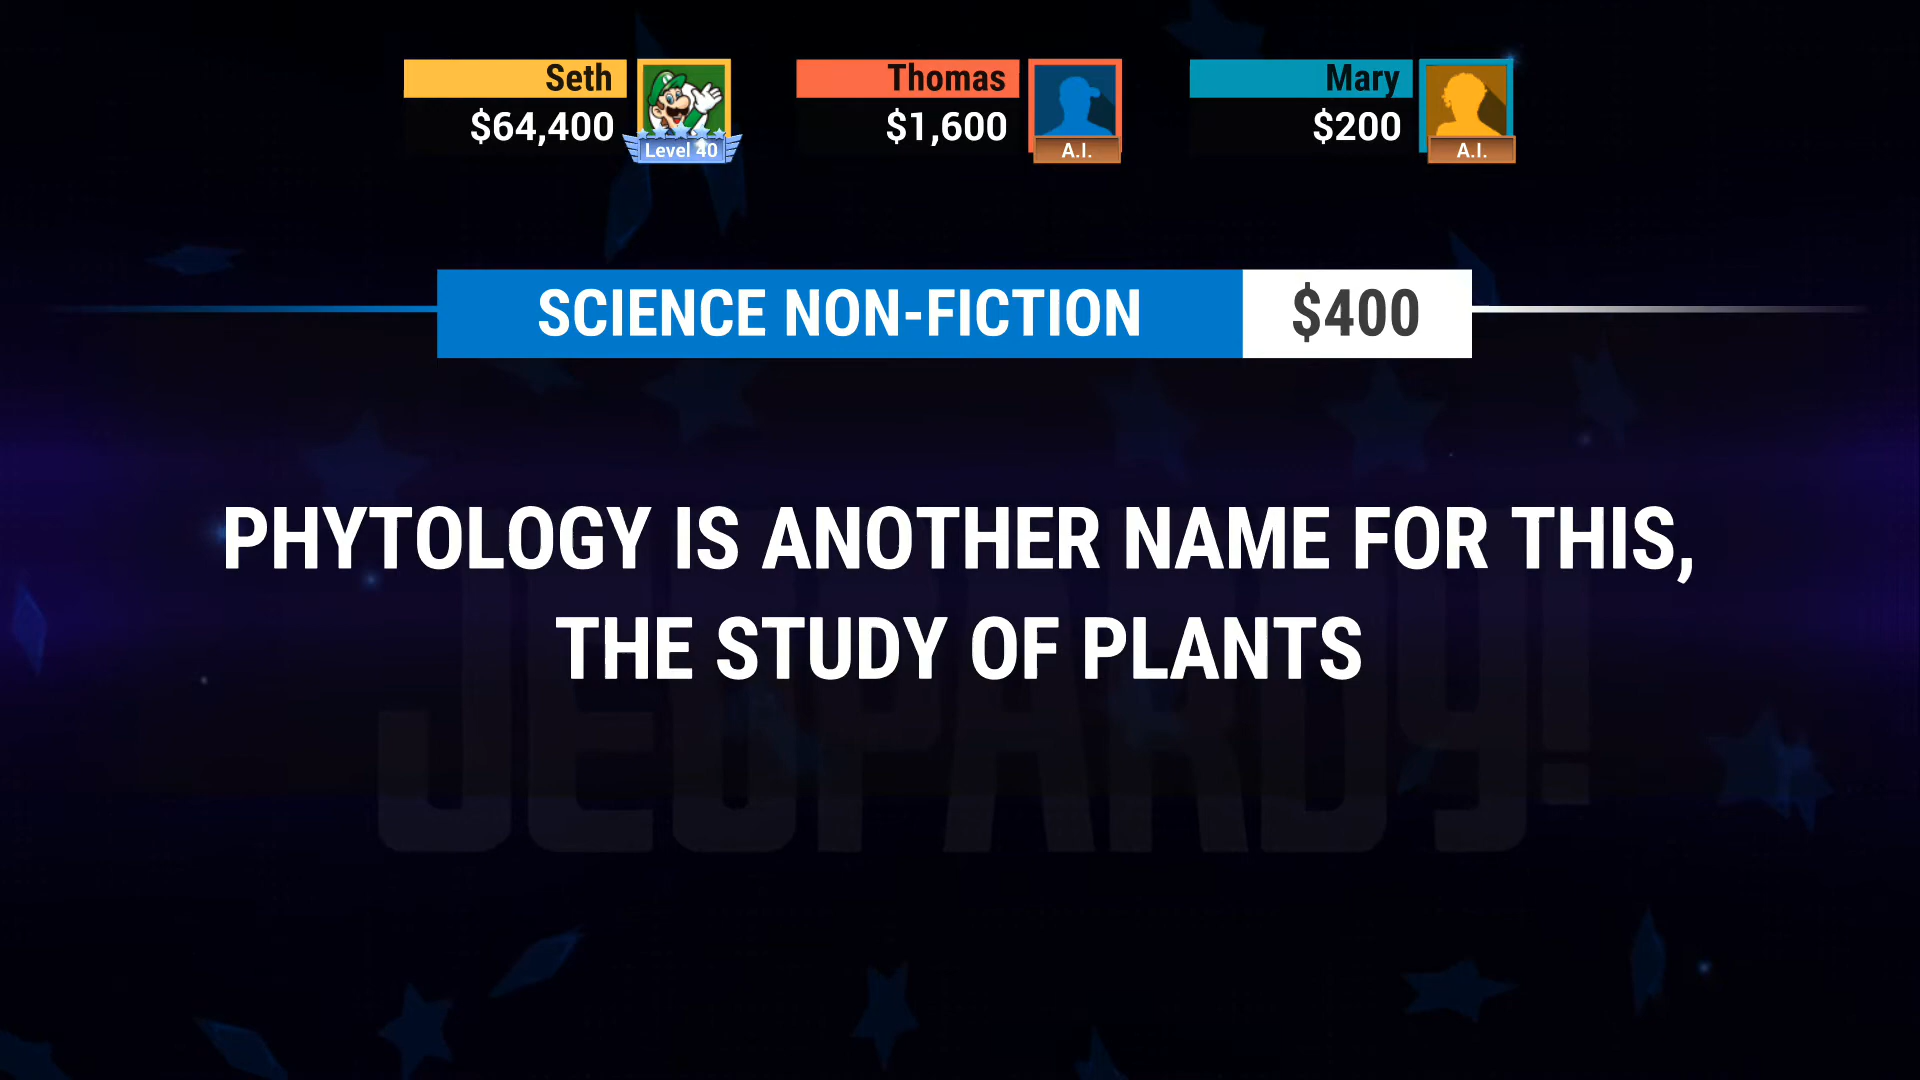 Seth
$64,400
Level 40
Thomas
$1,600
A.I.
Mary
$200
A.I.
SCIENCE NON-FICTION $400
PHYTOLOGY IS ANOTHER NAME FOR THIS,
THE STUDY OF PLANTS
JEOPARDY!